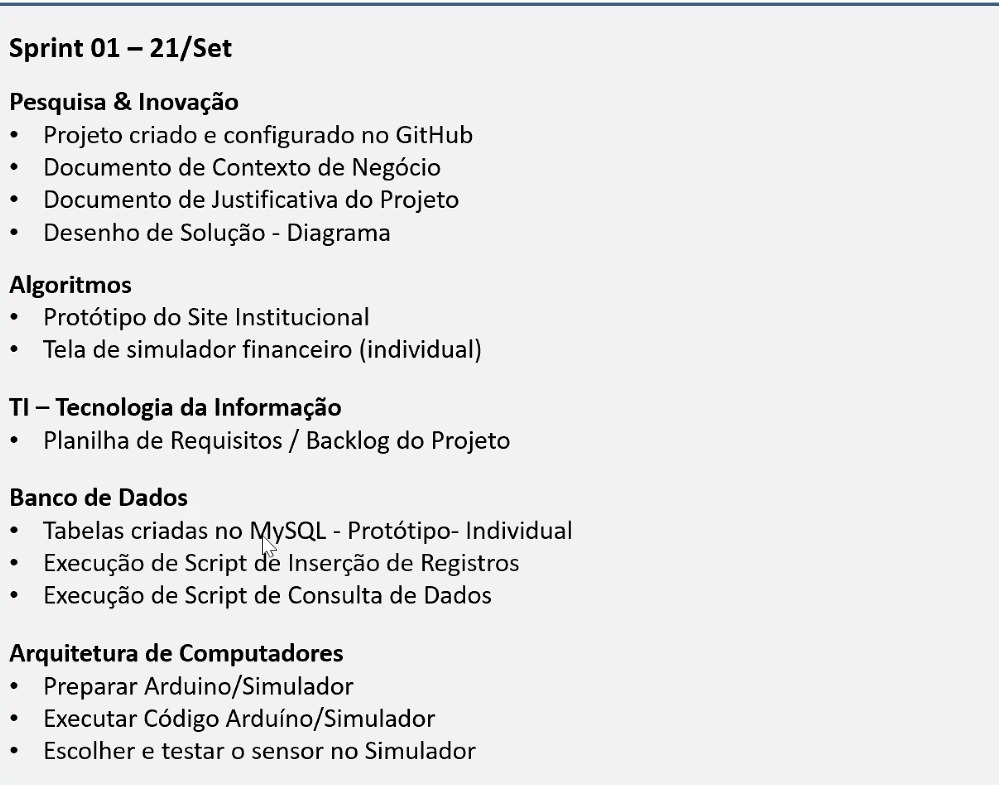 Sprint 01 – 21/Set
Pesquisa & Inovação
• Projeto criado e configurado no GitHub
• Documento de Contexto de Negócio
• Documento de Justificativa do Projeto
• Desenho de Solução - Diagrama
Algoritmos
• Protótipo do Site Institucional
• Tela de simulador financeiro (individual)
TI – Tecnologia da Informação
• Planilha de Requisitos / Backlog do Projeto
Banco de Dados
• Tabelas criadas no MySQL - Protótipo- Individual
• Execução de Script de Inserção de Registros
• Execução de Script de Consulta de Dados
Arquitetura de Computadores
• Preparar Arduino/Simulador
• Executar Código Arduíno/Simulador
• Escolher e testar o sensor no Simulador